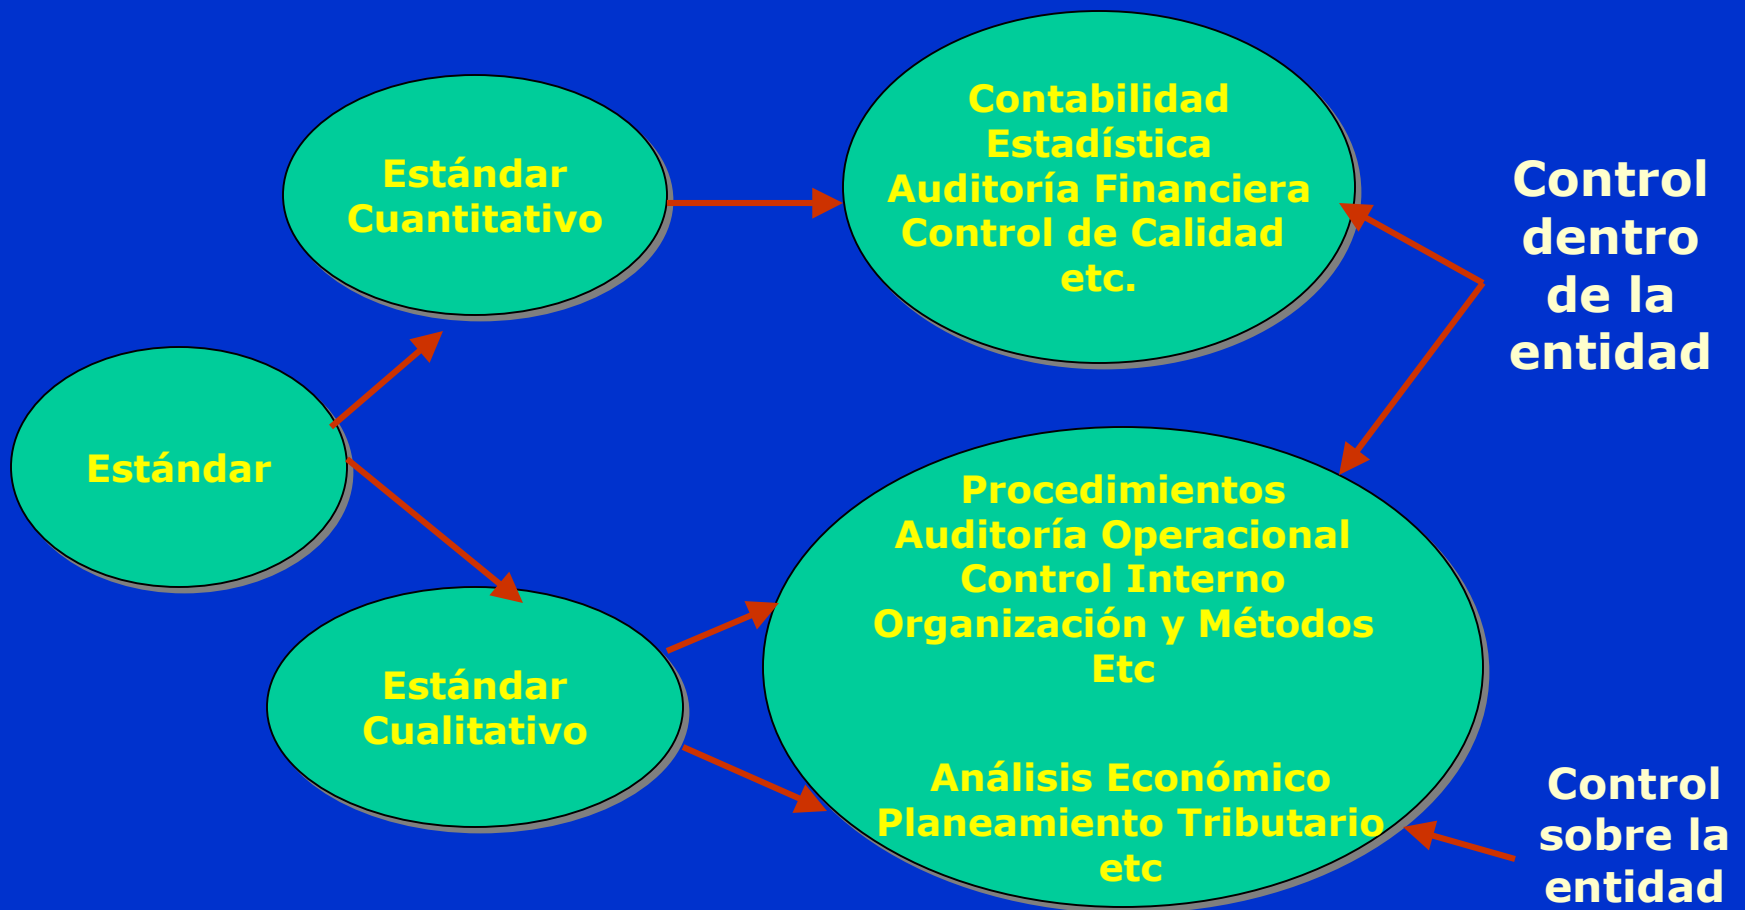 Estándar
Cuantitativo
Contabilidad
Estadística
Auditoría Financiera
Control de Calidad
etc.
Control
dentro
de la
entidad
Estándar
Estándar
Cualitativo
Procedimientos
Auditoría Operacional
Control Interno
Organización y Métodos
Etc
Análisis Económico
Planeamiento Tributario
etc
Control
sobre la
entidad